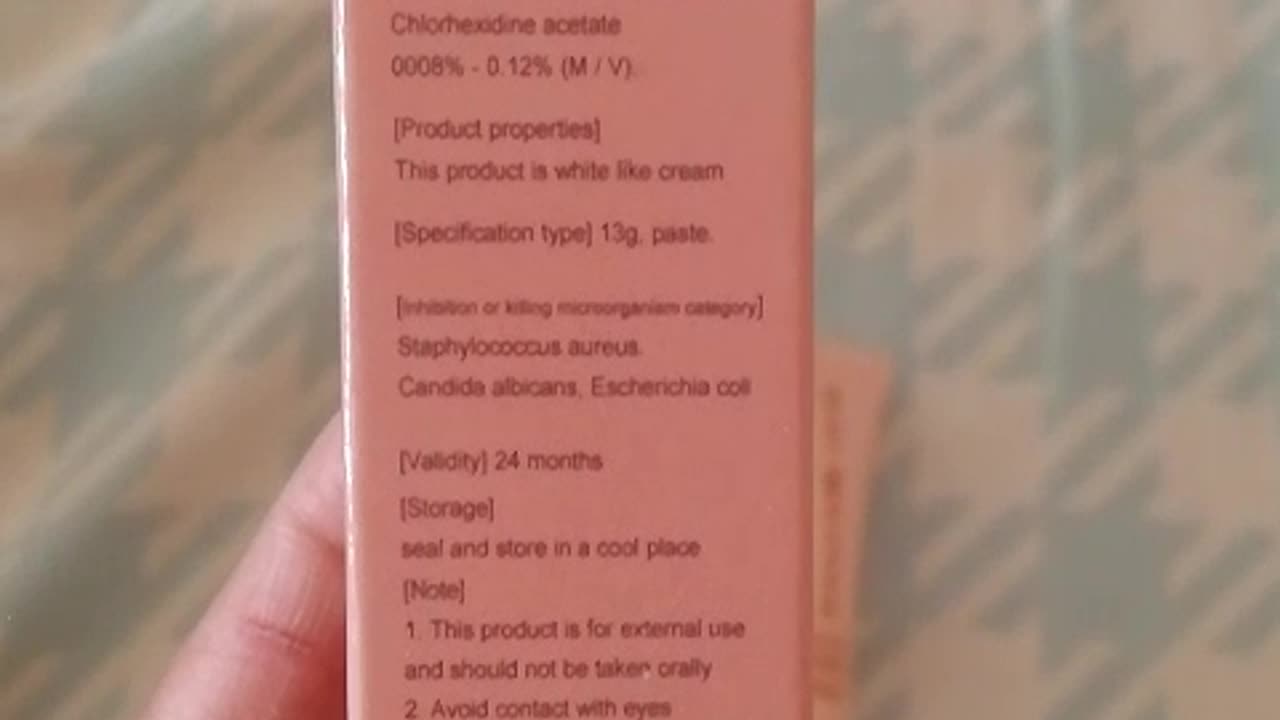 Chlorhexidine acetate
0008% - 0.12% (M / V).
[Product properties]
This product is white like cream
[Specification type] 13g, paste.
[Inhibition or killing microorganism category]
Staphylococcus aureus.
Candida albicans, Escherichia coli
[Validity] 24 months
[Storage]
seal and store in a cool place
[Note]
1. This product is for external use
and should not be taken orally
2. Avoid contact with eyes